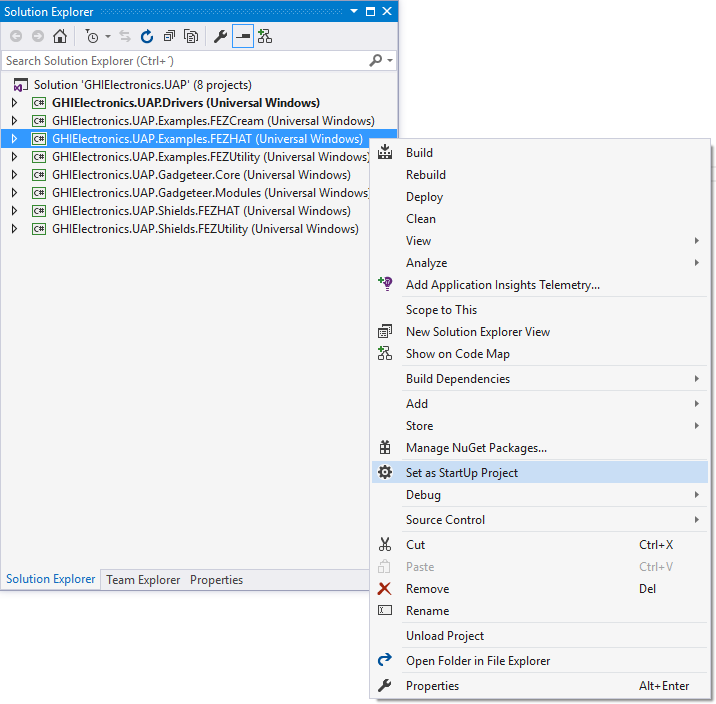 Solution Explorer
Search Solution Explorer (Ctrl+´)
Solution 'GHIElectronics.UAP' (8 projects)
C# GHIElectronics.UAP.Drivers (Universal Windows)
C# GHIElectronics.UAP.Examples.FEZCream (Universal Windows)
C# GHIElectronics.UAP.Examples.FEZHAT (Universal Windows)
C# GHIElectronics.UAP.Examples.FEZUtility (Universal Windows)
C# GHIElectronics.UAP.Gadgeteer.Core (Universal Windows)
C# GHIElectronics.UAP.Gadgeteer.Modules (Universal Windows)
C# GHIElectronics.UAP.Shields.FEZHAT (Universal Windows)
C# GHIElectronics.UAP.Shields.FEZUtility (Universal Windows)
Solution Explorer Team Explorer Properties
Build
Rebuild
Deploy
Clean
View
Analyze
Add Application Insights Telemetry...
Scope to This
New Solution Explorer View
Show on Code Map
Build Dependencies
Add
Store
Manage NuGet Packages...
Set as StartUp Project
Debug
Source Control
Cut Ctrl+X
Paste Ctrl+V
Remove Del
Rename
Unload Project
Open Folder in File Explorer
Properties Alt+Enter